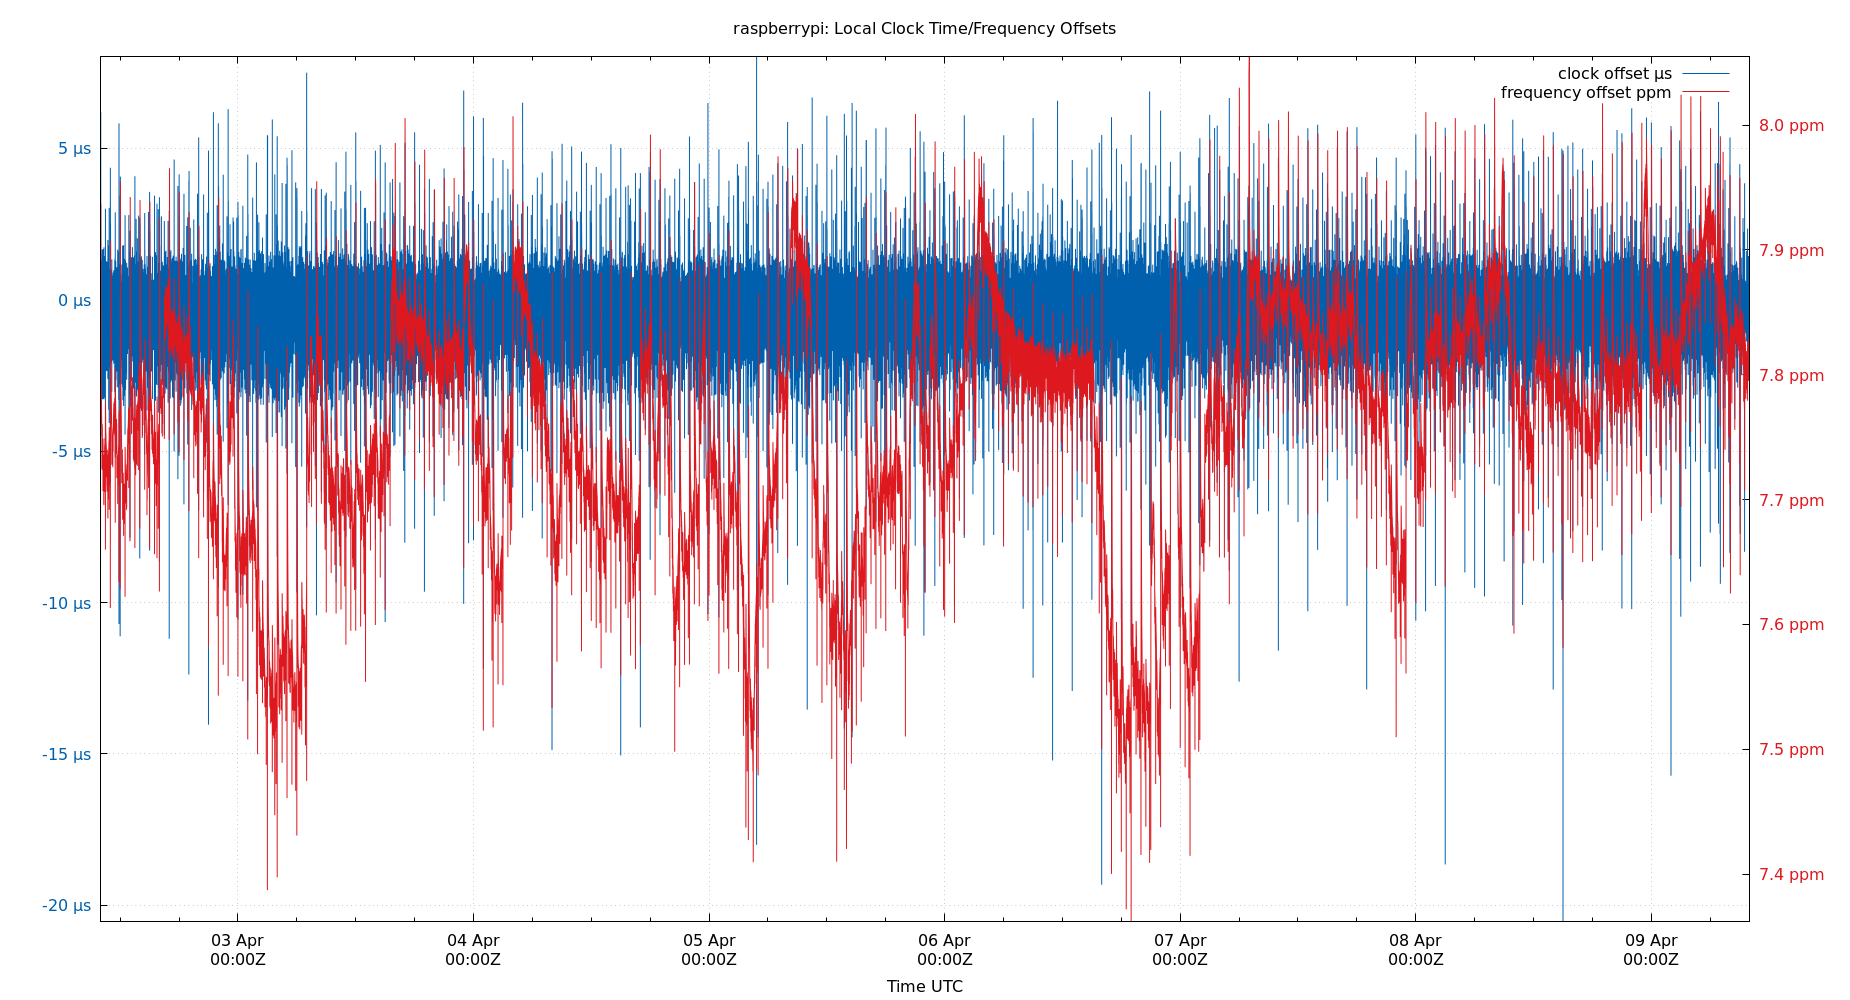 raspberrypi: Local Clock Time/Frequency Offsets
clock offset µs
frequency offset ppm
5 µs
0 µs
-5 µs
-10 µs
-15 µs
-20 µs
8.0 ppm
7.9 ppm
7.8 ppm
7.7 ppm
7.6 ppm
7.5 ppm
7.4 ppm
03 Apr
00:00Z
04 Apr
00:00Z
05 Apr
00:00Z
06 Apr
00:00Z
07 Apr
00:00Z
08 Apr
00:00Z
09 Apr
00:00Z
Time UTC